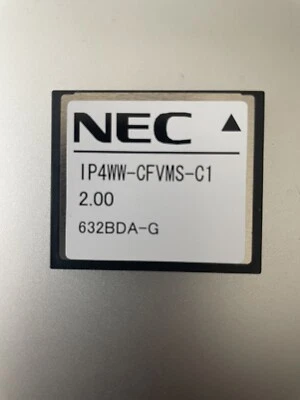 NEC ▲
IP4WW-CFVMS-C1
2.00
632BDA-G